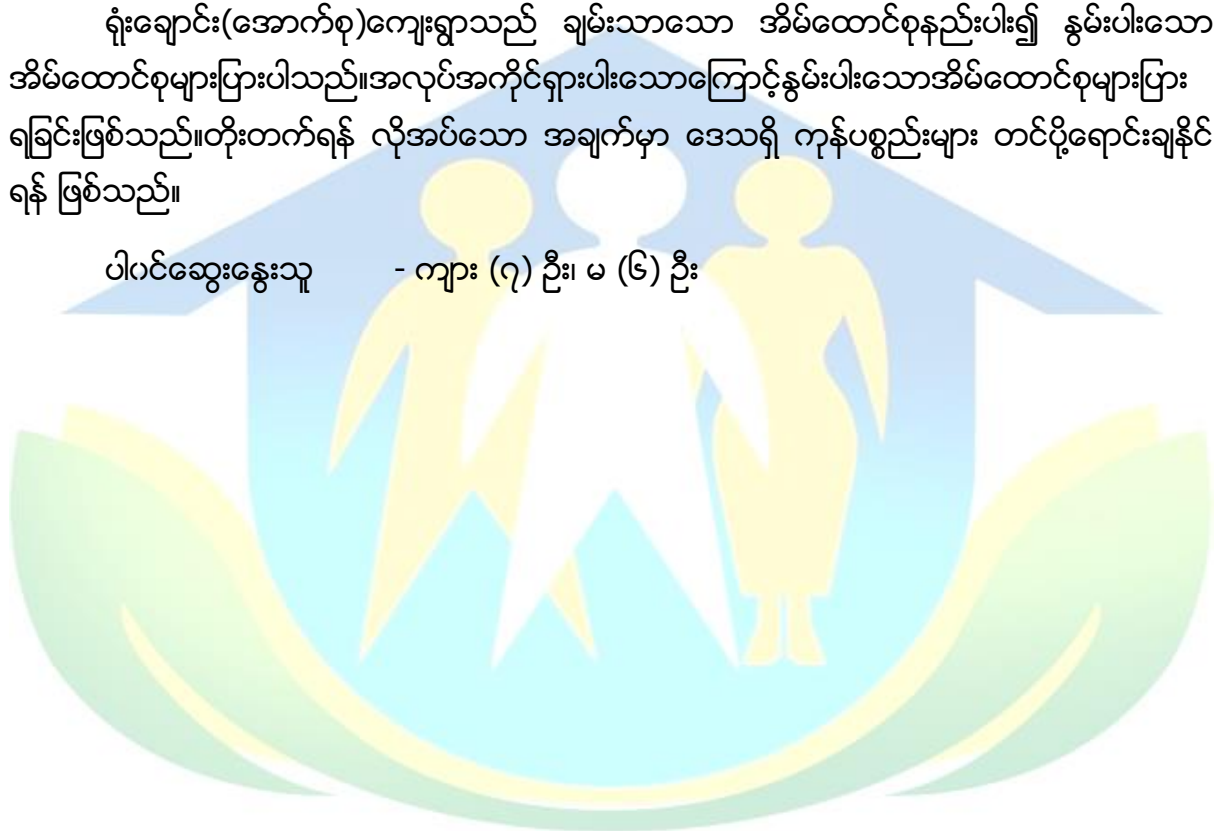 ရုံးချောင်း(အောက်စု)ကျေးရွာသည် ချမ်းသာသော အိမ်ထောင်စုနည်းပါး၍ နွမ်းပါးသော
အိမ်ထောင်စုများပြားပါသည်။အလုပ်အကိုင်ရှားပါးသောကြောင့်နွမ်းပါးသောအိမ်ထောင်စုများပြား
ရခြင်းဖြစ်သည်။တိုးတက်ရန် လိုအပ်သော အချက်မှာ ဒေသရှိ ကုန်ပစ္စည်းများ တင်ပို့ရောင်းချနိုင်
ရန် ဖြစ်သည်။
ပါဝင်ဆွေးနွေးသူ - ကျား (၇) ဦး၊ မ (၆) ဦး